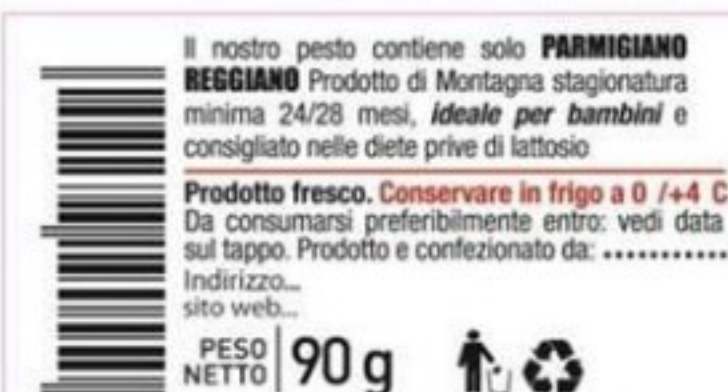 Il nostro pesto contiene solo PARMIGIANO
REGGIANO Prodotto di Montagna stagionatura
minima 24/28 mesi, ideale per bambini e
consigliato nelle diete prive di lattosio
Prodotto fresco. Conservare in frigo a 0 /+4 C
Da consumarsi preferibilmente entro: vedi data
sul tappo. Prodotto e confezionato da: ............
Indirizzo...
sito web...
PESO
NETTO 90 g